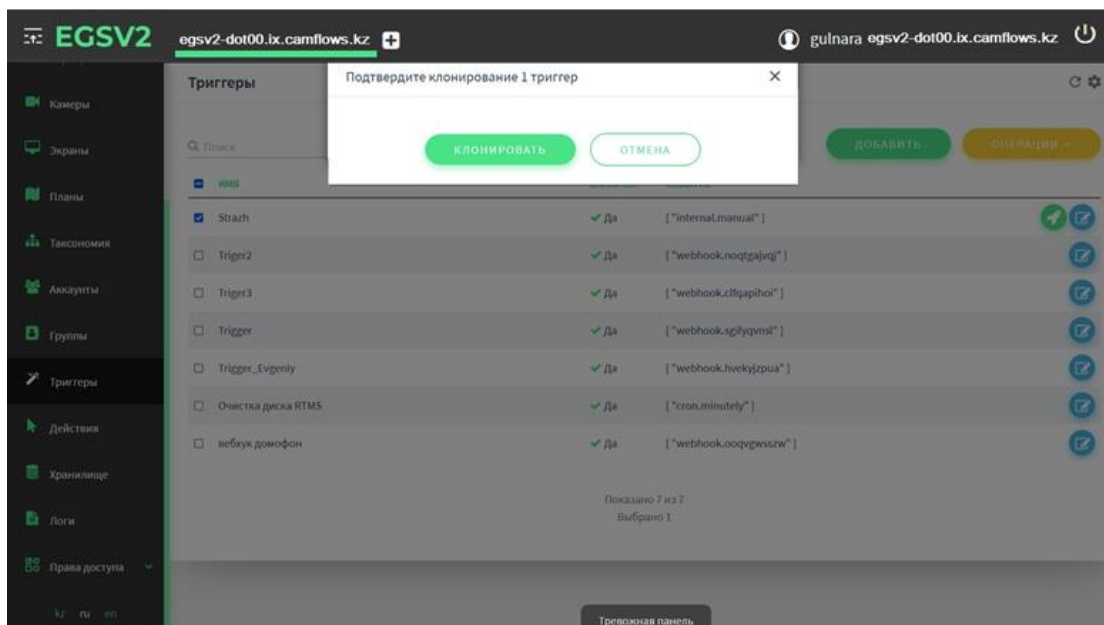 EGSV2
egsv2-dot00.ix.camflows.kz
gulnara egsv2-dot00.ix.camflows.kz
Триггеры
Подтвердите клонирование 1 триггер
КЛОНИРОВАТЬ
ОТМЕНА
Поиск
ДОБАВИТЬ
ОПЕРАЦИИ
ИМЯ
Strazh Да [ "internal.manual" ]
Triger2 Да [ "webhook.noqtgajvqj" ]
Triger3 Да [ "webhook.clfqapihoi" ]
Trigger Да [ "webhook.sgifyqvnsl" ]
Trigger_Evgeniy Да [ "webhook.hvekyjzpua" ]
Очистка диска RTMS Да [ "cron.minutely" ]
вебхук домофон Да [ "webhook.ooqvgwsszw" ]
Показано 7 из 7
Выбрано 1
Камеры
Экраны
Планы
Таксономия
Аккаунты
Группы
Триггеры
Действия
Хранилище
Логи
Права доступа
kz ru en
Тревожная панель